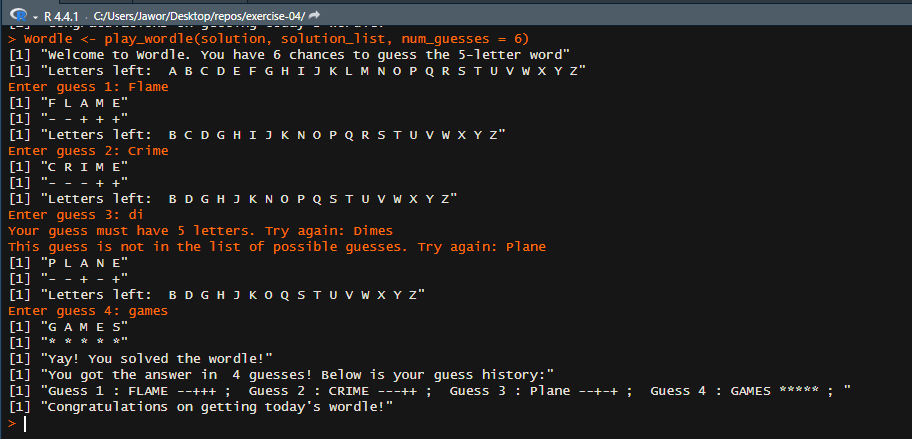 R 4.4.1 · C:/Users/Jawor/Desktop/repos/exercise-04/
> Wordle <- play_wordle(solution, solution_list, num_guesses = 6)
[1] "Welcome to Wordle. You have 6 chances to guess the 5-letter word"
[1] "Letters left:  A B C D E F G H I J K L M N O P Q R S T U V W X Y Z"
Enter guess 1: Flame
[1] "F L A M E"
[1] "- - + + +"
[1] "Letters left:  B C D G H I J K N O P Q R S T U V W X Y Z"
Enter guess 2: Crime
[1] "C R I M E"
[1] "- - - + +"
[1] "Letters left:  B D G H J K N O P Q S T U V W X Y Z"
Enter guess 3: di
Your guess must have 5 letters. Try again: Dimes
This guess is not in the list of possible guesses. Try again: Plane
[1] "P L A N E"
[1] "- - + - +"
[1] "Letters left:  B D G H J K O Q S T U V W X Y Z"
Enter guess 4: games
[1] "G A M E S"
[1] "* * * * *"
[1] "Yay! You solved the wordle!"
[1] "You got the answer in  4 guesses! Below is your guess history:"
[1] "Guess 1 : FLAME --+++ ;  Guess 2 : CRIME ---++ ;  Guess 3 : Plane --+-+ ;  Guess 4 : GAMES ***** ; "
[1] "Congratulations on getting today's wordle!"
>